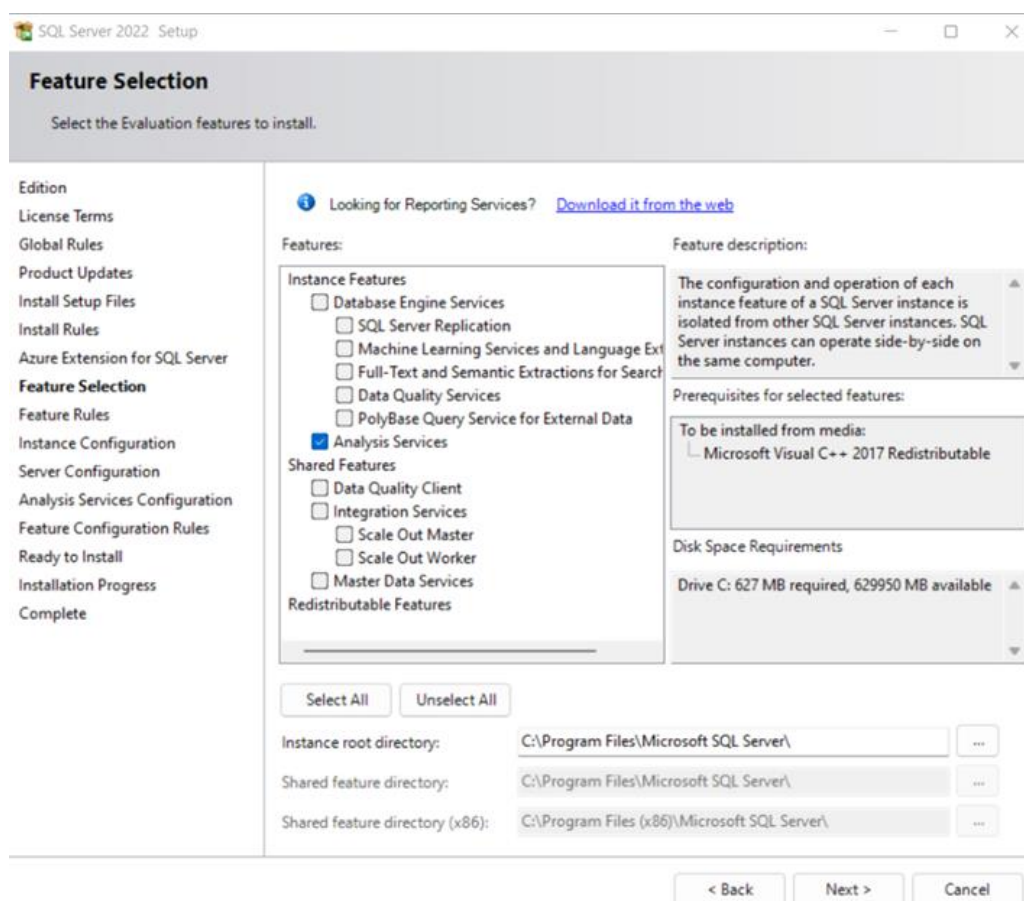 SQL Server 2022 Setup
Feature Selection
Select the Evaluation features to install.
Edition
License Terms
Global Rules
Product Updates
Install Setup Files
Install Rules
Azure Extension for SQL Server
Feature Selection
Feature Rules
Instance Configuration
Server Configuration
Analysis Services Configuration
Feature Configuration Rules
Ready to Install
Installation Progress
Complete
Looking for Reporting Services? Download it from the web
Features:
Instance Features
Database Engine Services
SQL Server Replication
Machine Learning Services and Language Ext
Full-Text and Semantic Extractions for Search
Data Quality Services
PolyBase Query Service for External Data
Analysis Services
Shared Features
Data Quality Client
Integration Services
Scale Out Master
Scale Out Worker
Master Data Services
Redistributable Features
Feature description:
The configuration and operation of each
instance feature of a SQL Server instance is
isolated from other SQL Server instances. SQL
Server instances can operate side-by-side on
the same computer.
Prerequisites for selected features:
To be installed from media:
Microsoft Visual C++ 2017 Redistributable
Disk Space Requirements
Drive C: 627 MB required, 629950 MB available
Select All Unselect All
Instance root directory: C:\Program Files\Microsoft SQL Server\ ...
Shared feature directory: C:\Program Files\Microsoft SQL Server\ ...
Shared feature directory (x86): C:\Program Files (x86)\Microsoft SQL Server\ ...
< Back Next > Cancel